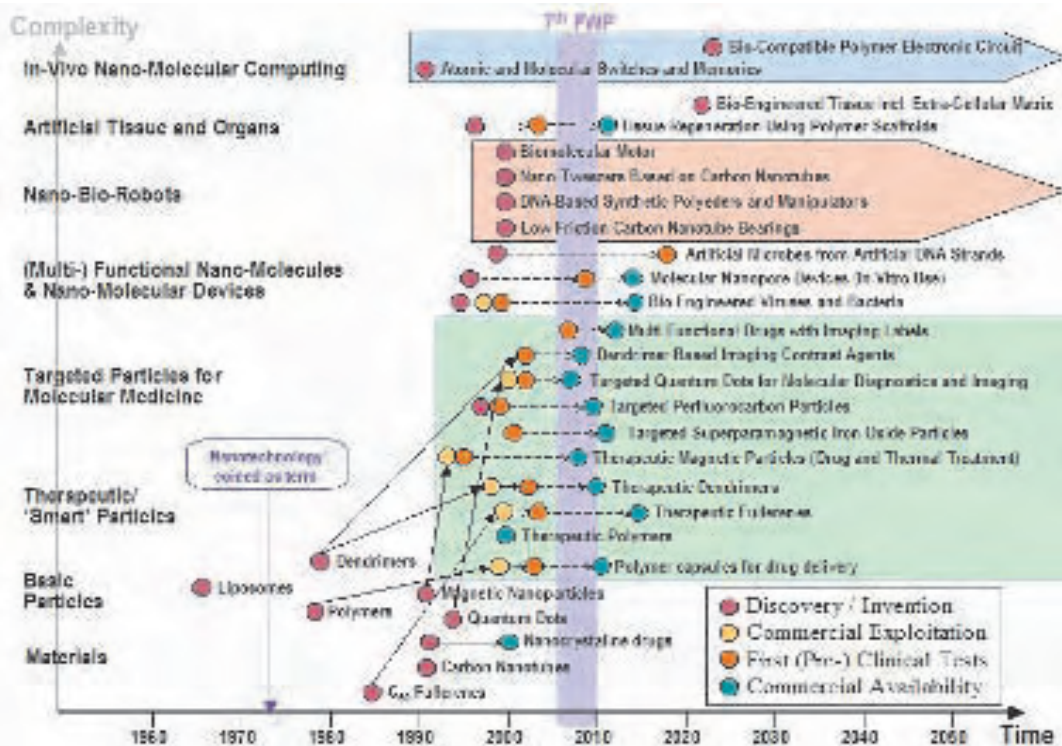 7th FWP
Complexity
Bio-Compatible Polymer Electronic Circuit
In-Vivo Nano-Molecular Computing
Atomic and Molecular Switches and Memories
Bio-Engineered Tissue incl. Extra-Cellular Matrix
Artificial Tissue and Organs
Tissue Regeneration Using Polymer Scaffolds
Biomolecular Motor
Nano Tweezers Based on Carbon Nanotubes
Nano-Bio-Robots
DNA-Based Synthetic Polyeders and Manipulators
Low Friction Carbon Nanotube Bearings
Artificial Microbes from Artificial DNA Strands
(Multi-) Functional Nano-Molecules
& Nano-Molecular Devices
Molecular Nanopore Devices (In Vitro Use)
Bio Engineered Viruses and Bacteria
Multi Functional Drugs with Imaging Labels
Dendrimer Based Imaging Contrast Agents
Targeted Particles for
Molecular Medicine
Targeted Quantum Dots for Molecular Diagnostics and Imaging
Targeted Perfluorocarbon Particles
Targeted Superparamagnetic Iron Oxide Particles
Nanotechnology
coined as term
Therapeutic Magnetic Particles (Drug and Thermal Treatment)
Therapeutic/
'Smart' Particles
Therapeutic Dendrimers
Therapeutic Fullerenes
Therapeutic Polymers
Dendrimers
Polymer capsules for drug delivery
Basic
Particles
Liposomes
Magnetic Nanoparticles
Polymers
Quantum Dots
Materials
Nanocrystaline drugs
Carbon Nanotubes
C60 Fullerenes
Discovery / Invention
Commercial Exploitation
First (Pre-) Clinical Tests
Commercial Availability
1960 1970 1980 1990 2000 2010 2020 2030 2040 2050 2060 Time